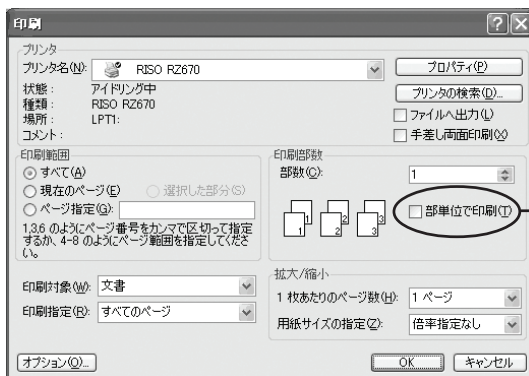 印刷
プリンタ
プリンタ名(N): RISO RZ670 プロパティ(P)
状態: アイドリング中 プリンタの検索(D)...
種類: RISO RZ670
場所: LPT1: ファイルへ出力(L)
コメント: 手差し両面印刷(X)
印刷範囲
すべて(A)
現在のページ(E) 選択した部分(S)
ページ指定(G):
1,3,6 のようにページ番号をカンマで区切って指定
するか、4-8 のようにページ範囲を指定してくださ
い。
印刷部数
部数(C): 1
1 1 2 2 3 3
部単位で印刷(T)
印刷対象(W): 文書
印刷指定(R): すべてのページ
拡大/縮小
1 枚あたりのページ数(H): 1 ページ
用紙サイズの指定(Z): 倍率指定なし
オプション(O)... OK キャンセル